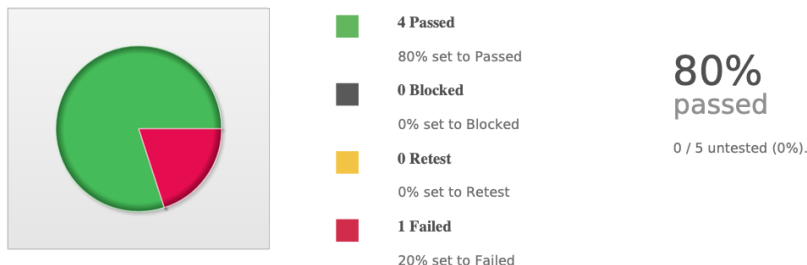 4 Passed
80% set to Passed
0 Blocked
0% set to Blocked
0 Retest
0% set to Retest
1 Failed
20% set to Failed
80%
passed
0 / 5 untested (0%).